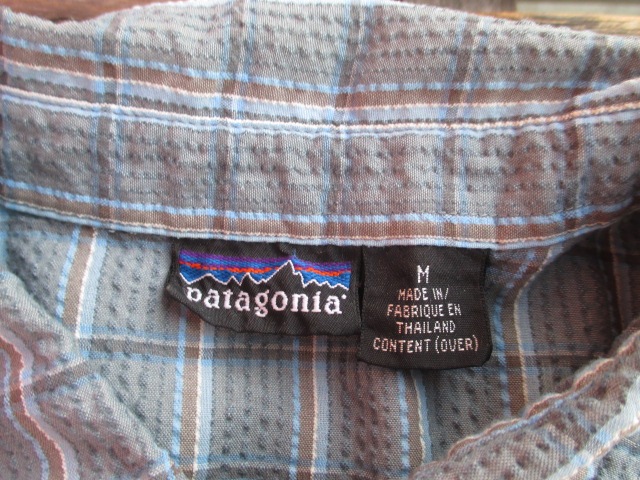 patagonia®
M
MADE IN/
FABRIQUE EN
THAILAND
CONTENT (OVER)